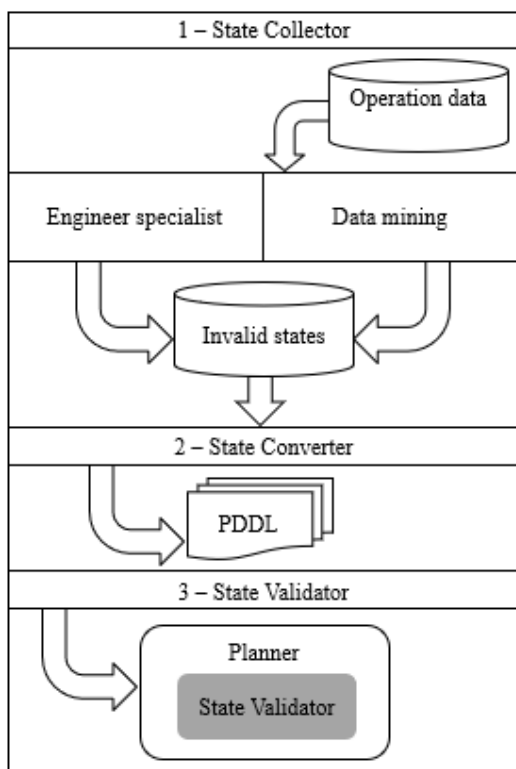 1 – State Collector
Operation data
Engineer specialist
Data mining
Invalid states
2 – State Converter
PDDL
3 – State Validator
Planner
State Validator